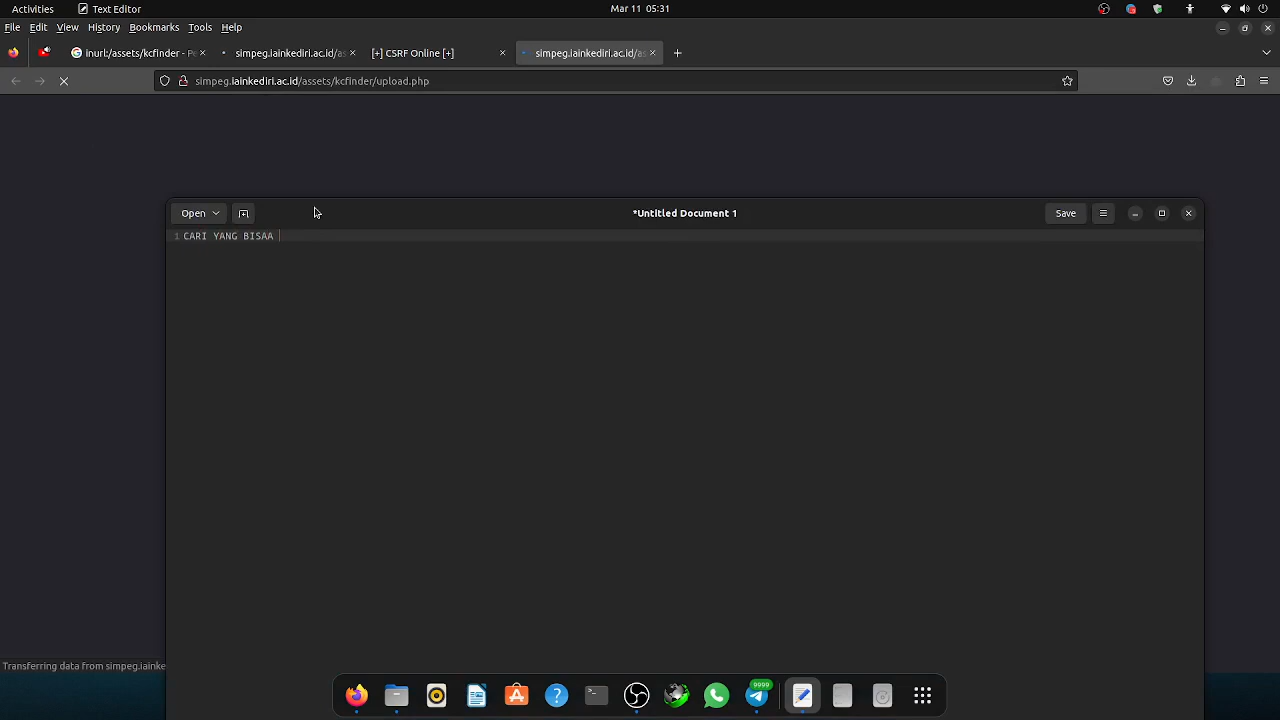 Activities Text Editor Mar 11 05:31
File Edit View History Bookmarks Tools Help
inurl:/assets/kcfinder - Pe simpeg.iainkediri.ac.id/as [+] CSRF Online [+] simpeg.iainkediri.ac.id/as
simpeg.iainkediri.ac.id/assets/kcfinder/upload.php
Open *Untitled Document 1 Save
1 CARI YANG BISAA
Transferring data from simpeg.iainke
9999